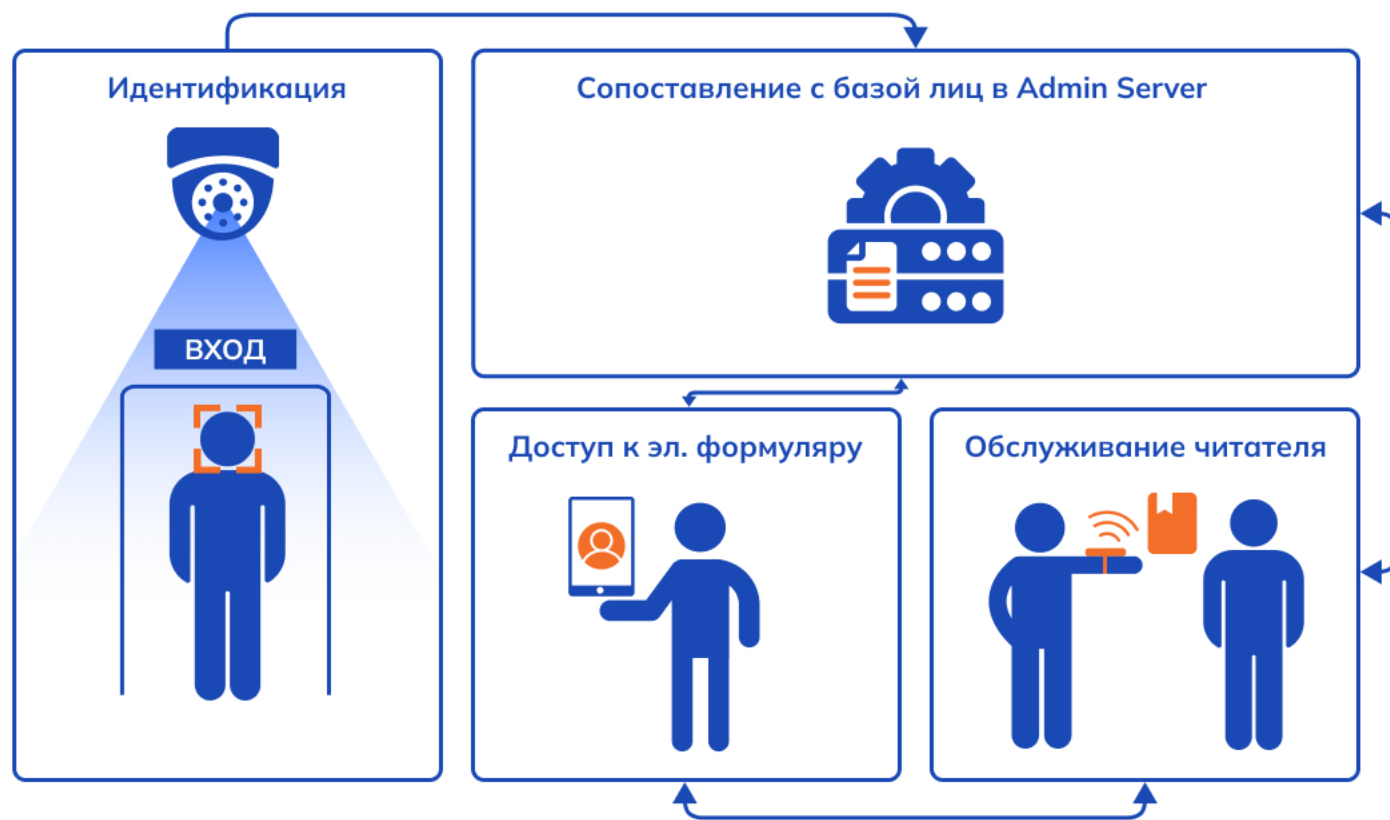 Идентификация
Сопоставление с базой лиц в Admin Server
ВХОД
Доступ к эл. формуляру
Обслуживание читателя